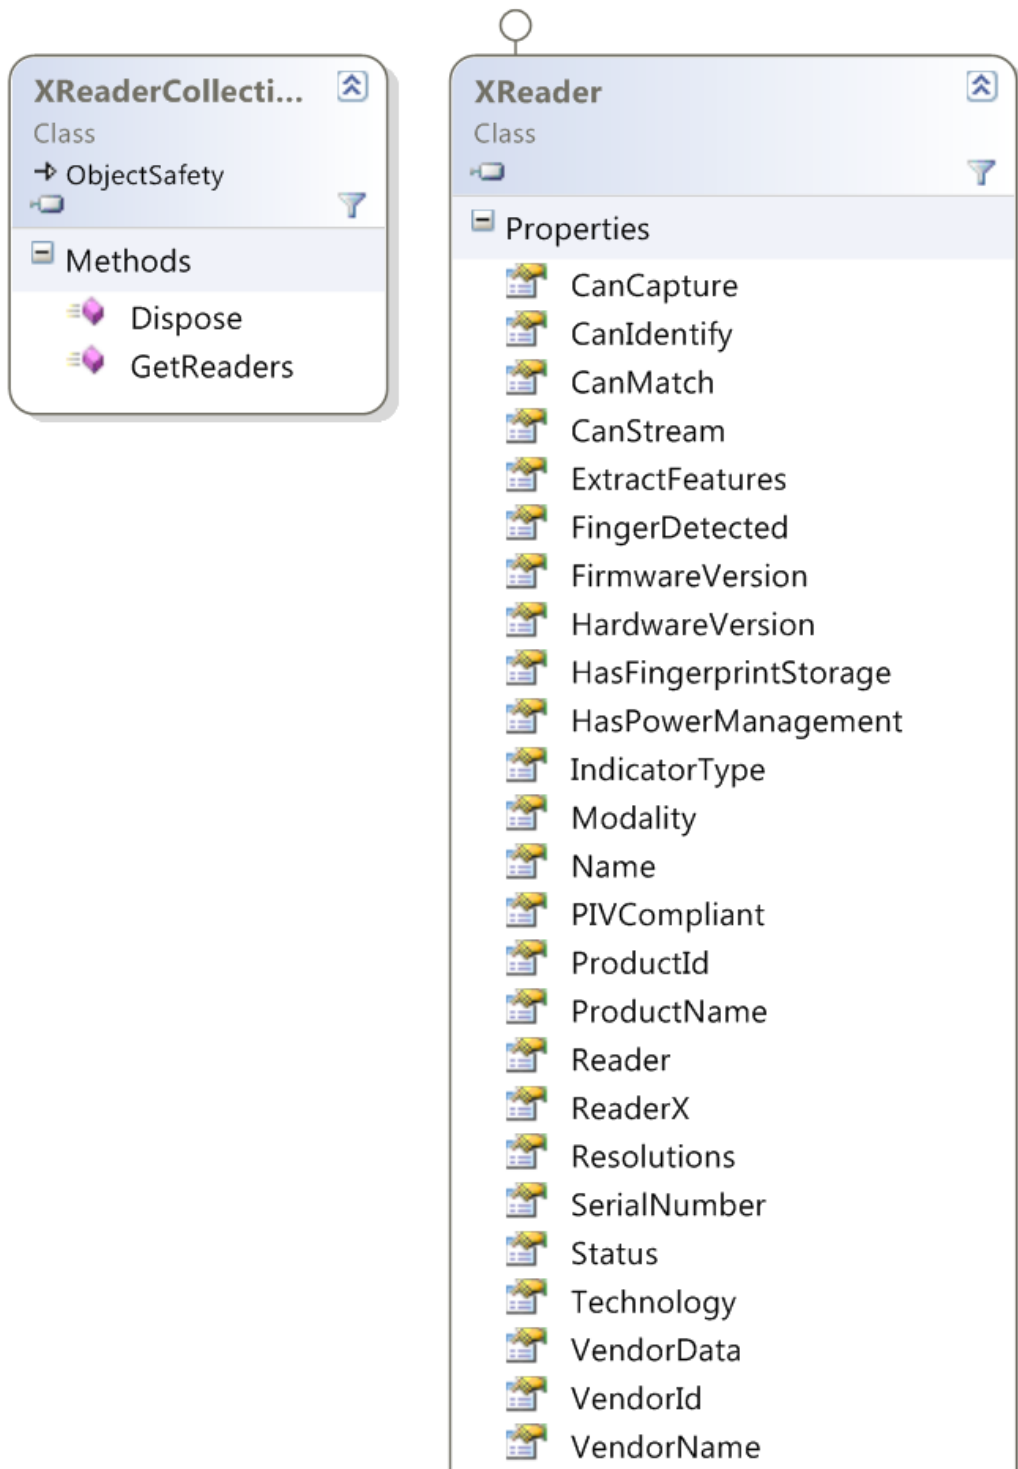 XReaderCollecti...
Class
ObjectSafety
Methods
Dispose
GetReaders
XReader
Class
Properties
CanCapture
CanIdentify
CanMatch
CanStream
ExtractFeatures
FingerDetected
FirmwareVersion
HardwareVersion
HasFingerprintStorage
HasPowerManagement
IndicatorType
Modality
Name
PIVCompliant
ProductId
ProductName
Reader
ReaderX
Resolutions
SerialNumber
Status
Technology
VendorData
VendorId
VendorName